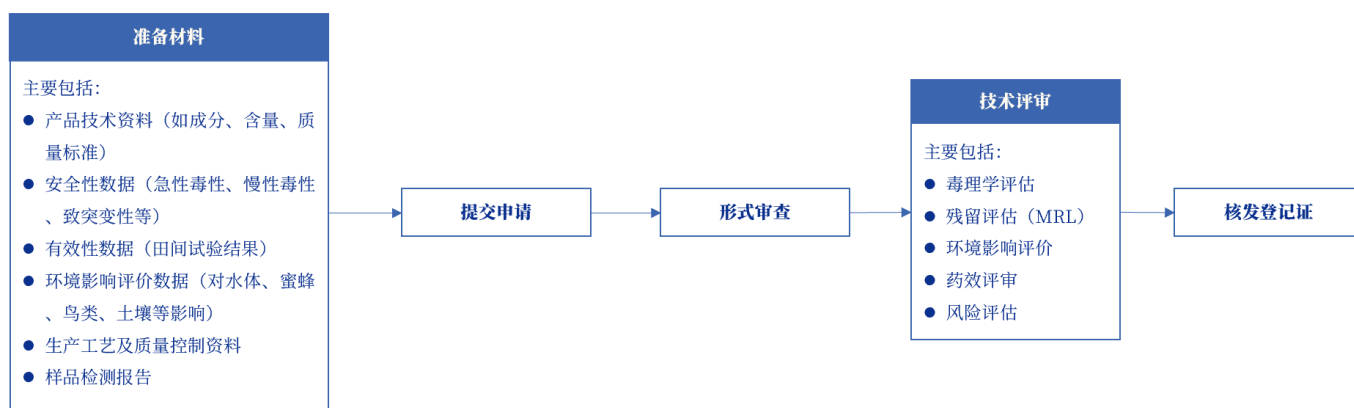 准备材料
主要包括：
产品技术资料（如成分、含量、质
量标准）
安全性数据（急性毒性、慢性毒性
、致突变性等）
有效性数据（田间试验结果）
环境影响评价数据（对水体、蜜蜂
、鸟类、土壤等影响）
生产工艺及质量控制资料
样品检测报告
提交申请
形式审查
技术评审
主要包括：
毒理学评估
残留评估（MRL）
环境影响评价
药效评审
风险评估
核发登记证